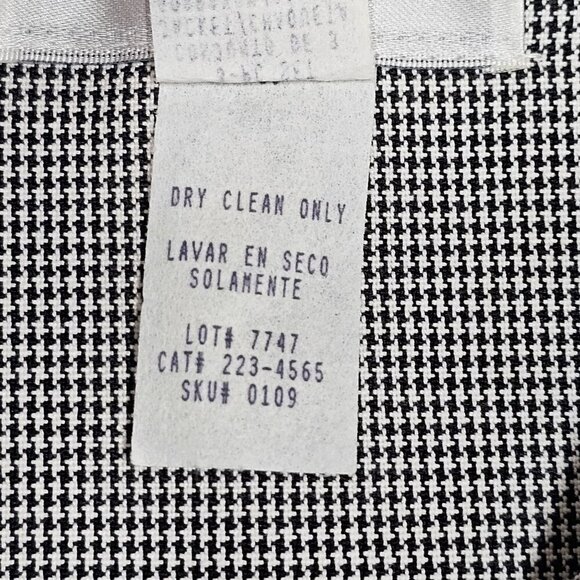 DRY CLEAN ONLY
LAVAR EN SECO
SOLAMENTE
LOT# 7747
CAT# 223-4565
SKU# 0109